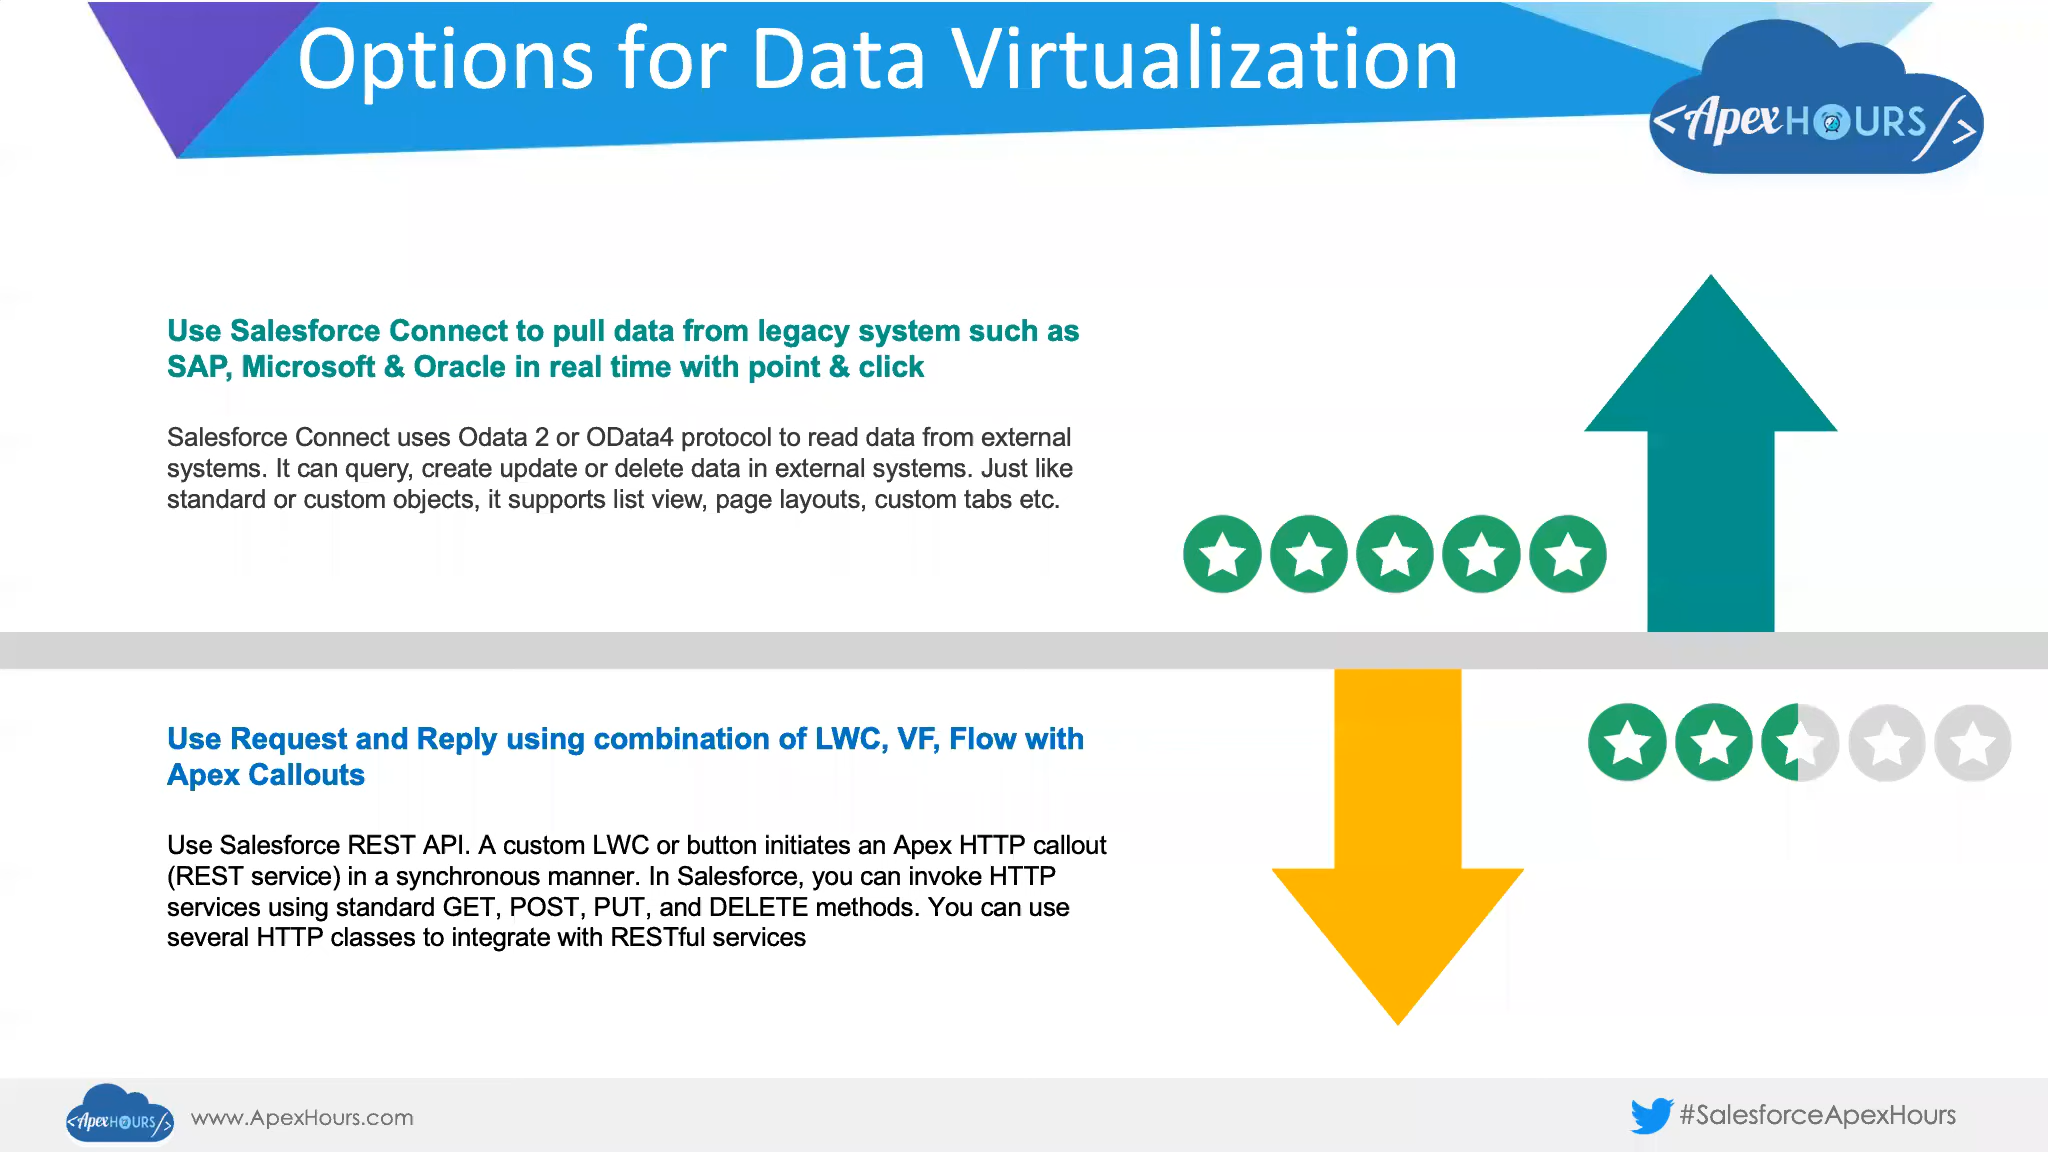 Options for Data Virtualization
<ApexHOURS/>
Use Salesforce Connect to pull data from legacy system such as
SAP, Microsoft & Oracle in real time with point & click
Salesforce Connect uses Odata 2 or OData4 protocol to read data from external
systems. It can query, create update or delete data in external systems. Just like
standard or custom objects, it supports list view, page layouts, custom tabs etc.
Use Request and Reply using combination of LWC, VF, Flow with
Apex Callouts
Use Salesforce REST API. A custom LWC or button initiates an Apex HTTP callout
(REST service) in a synchronous manner. In Salesforce, you can invoke HTTP
services using standard GET, POST, PUT, and DELETE methods. You can use
several HTTP classes to integrate with RESTful services
<ApexHOURS/>
www.ApexHours.com
#SalesforceApexHours